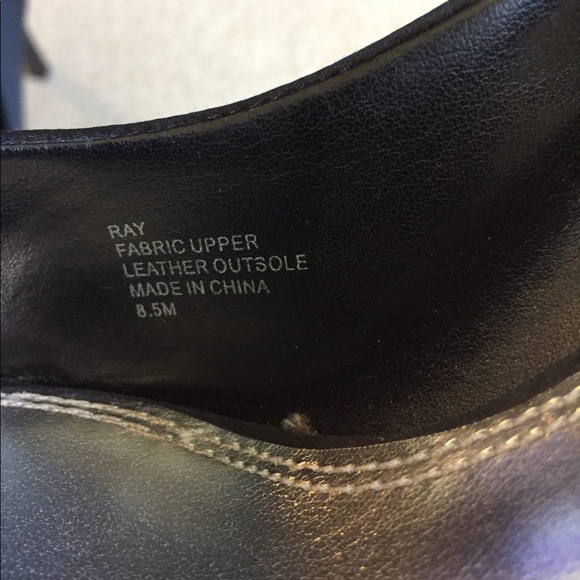 RAY
FABRIC UPPER
LEATHER OUTSOLE
MADE IN CHINA
8.5M